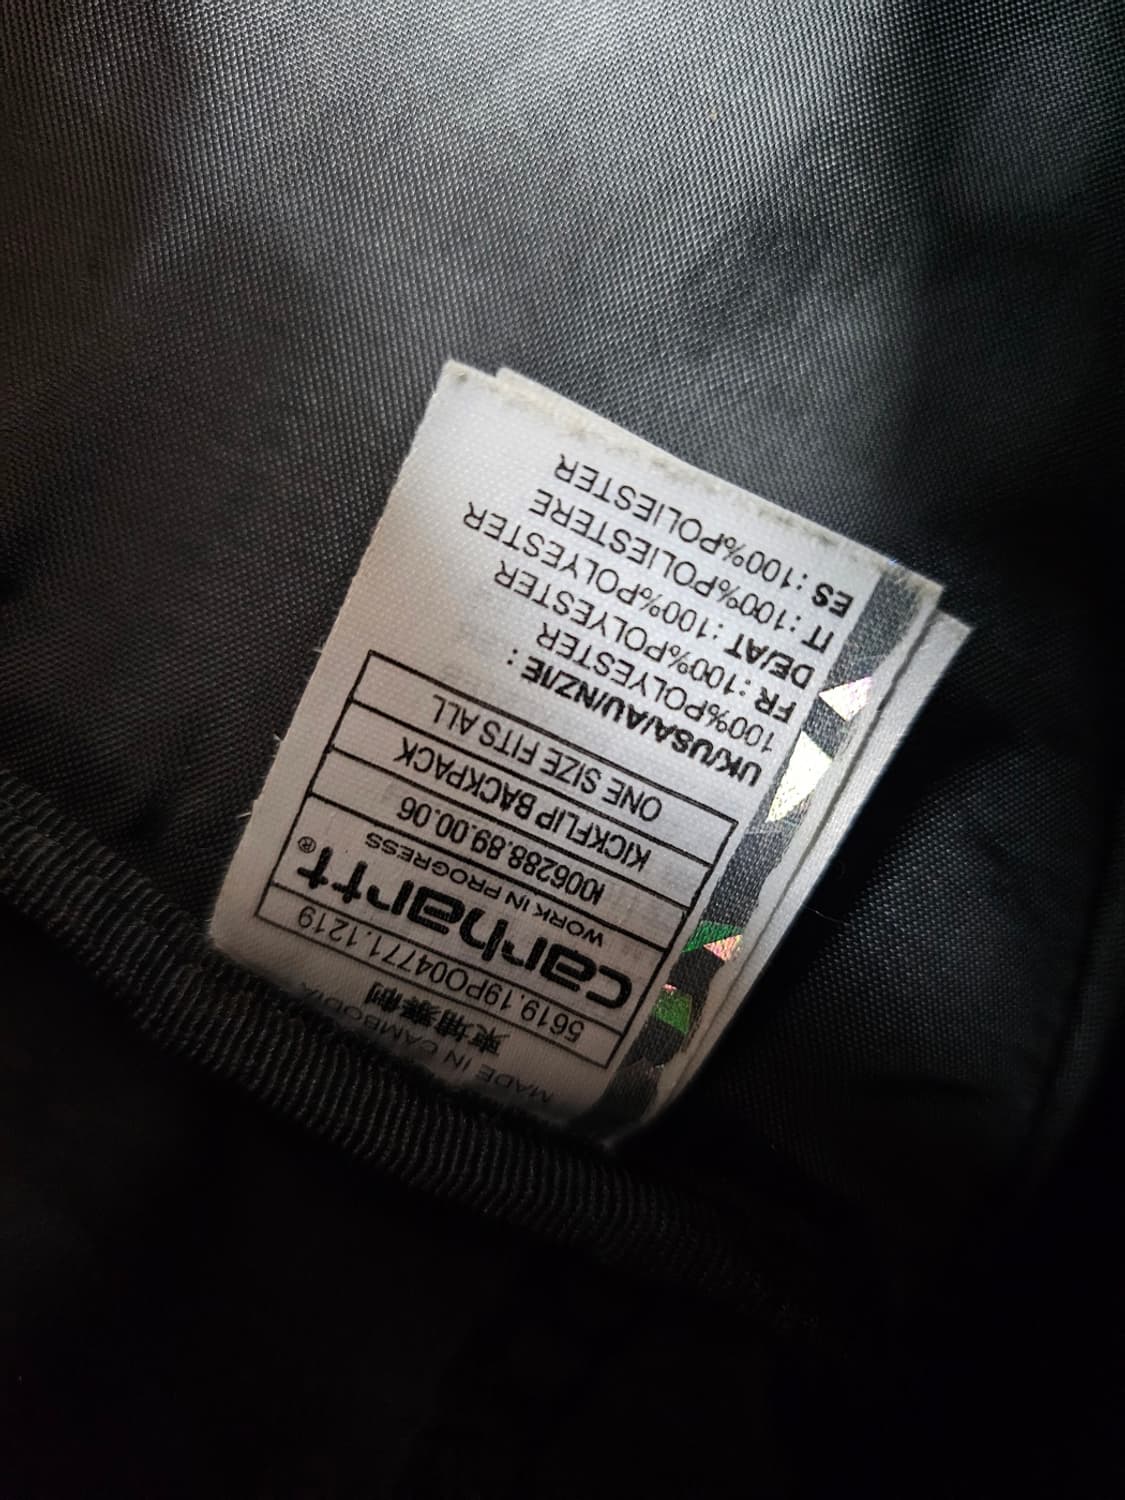 MADE IN CAMBODIA
東埔寨制
5619.19PO04771.1219
carhartt®
WORK IN PROGRESS
I006288.89.00.06
KICKFLIP BACKPACK
ONE SIZE FITS ALL
UK/USA/AU/NZ/IE :
100%POLYESTER
FR : 100%POLYESTER
DE/AT : 100%POLYESTER
IT : 100%POLIESTERE
ES : 100%POLIESTER